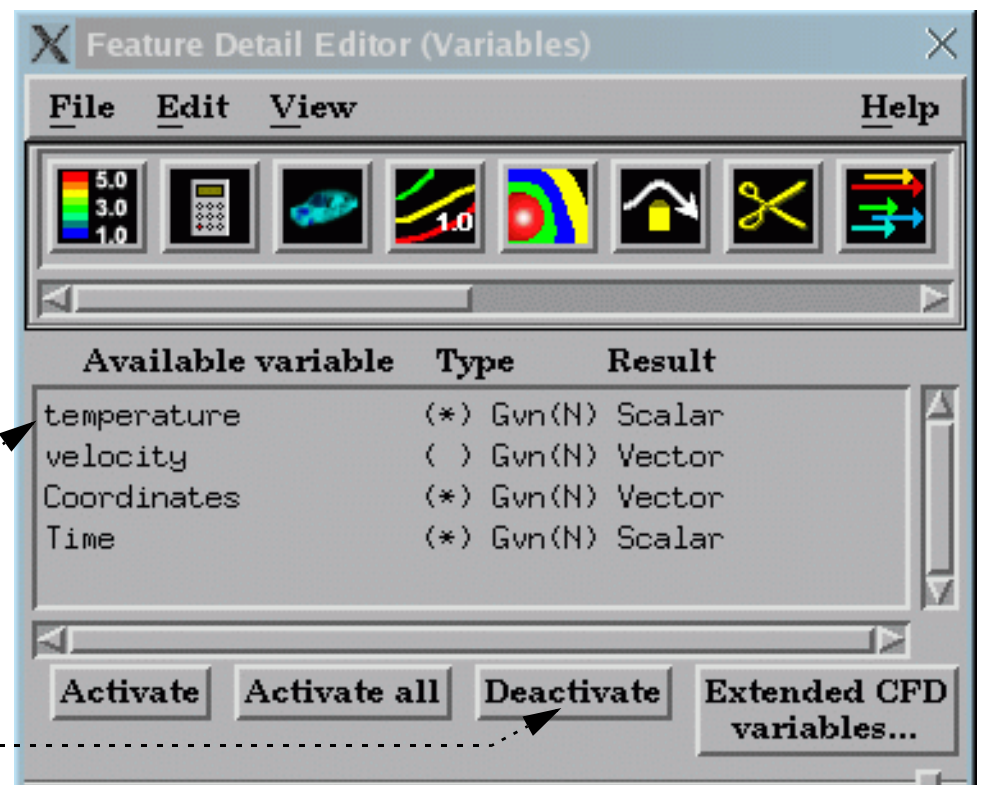 X Feature Detail Editor (Variables)
File Edit View Help
5.0
3.0
1.0
1.0
Available variable Type Result
temperature (*) Gvn(N) Scalar
velocity ( ) Gvn(N) Vector
Coordinates (*) Gvn(N) Vector
Time (*) Gvn(N) Scalar
Activate Activate all Deactivate Extended CFD
variables...